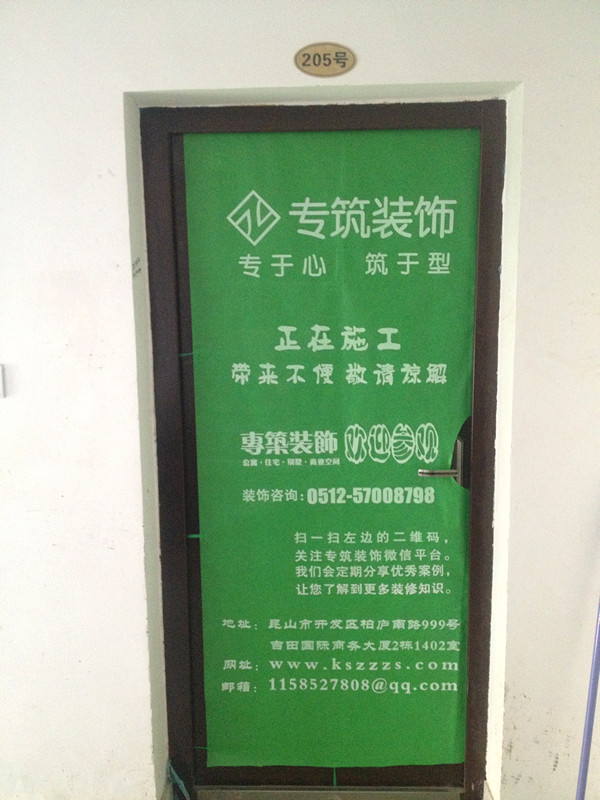 205号
专筑装饰
专于心 筑于型
正在施工
带来不便 敬请谅解
專築装飾 欢迎参观
公寓·住宅·别墅·商业空间
装饰咨询：0512-57008798
扫一扫左边的二维码，
关注专筑装饰微信平台。
我们会定期分享优秀案例，
让您了解到更多装修知识。
地址：昆山市开发区柏庐南路999号
吉田国际商务大厦2栋1402室
网址：www.kszzzs.com
邮箱：1158527808@qq.com